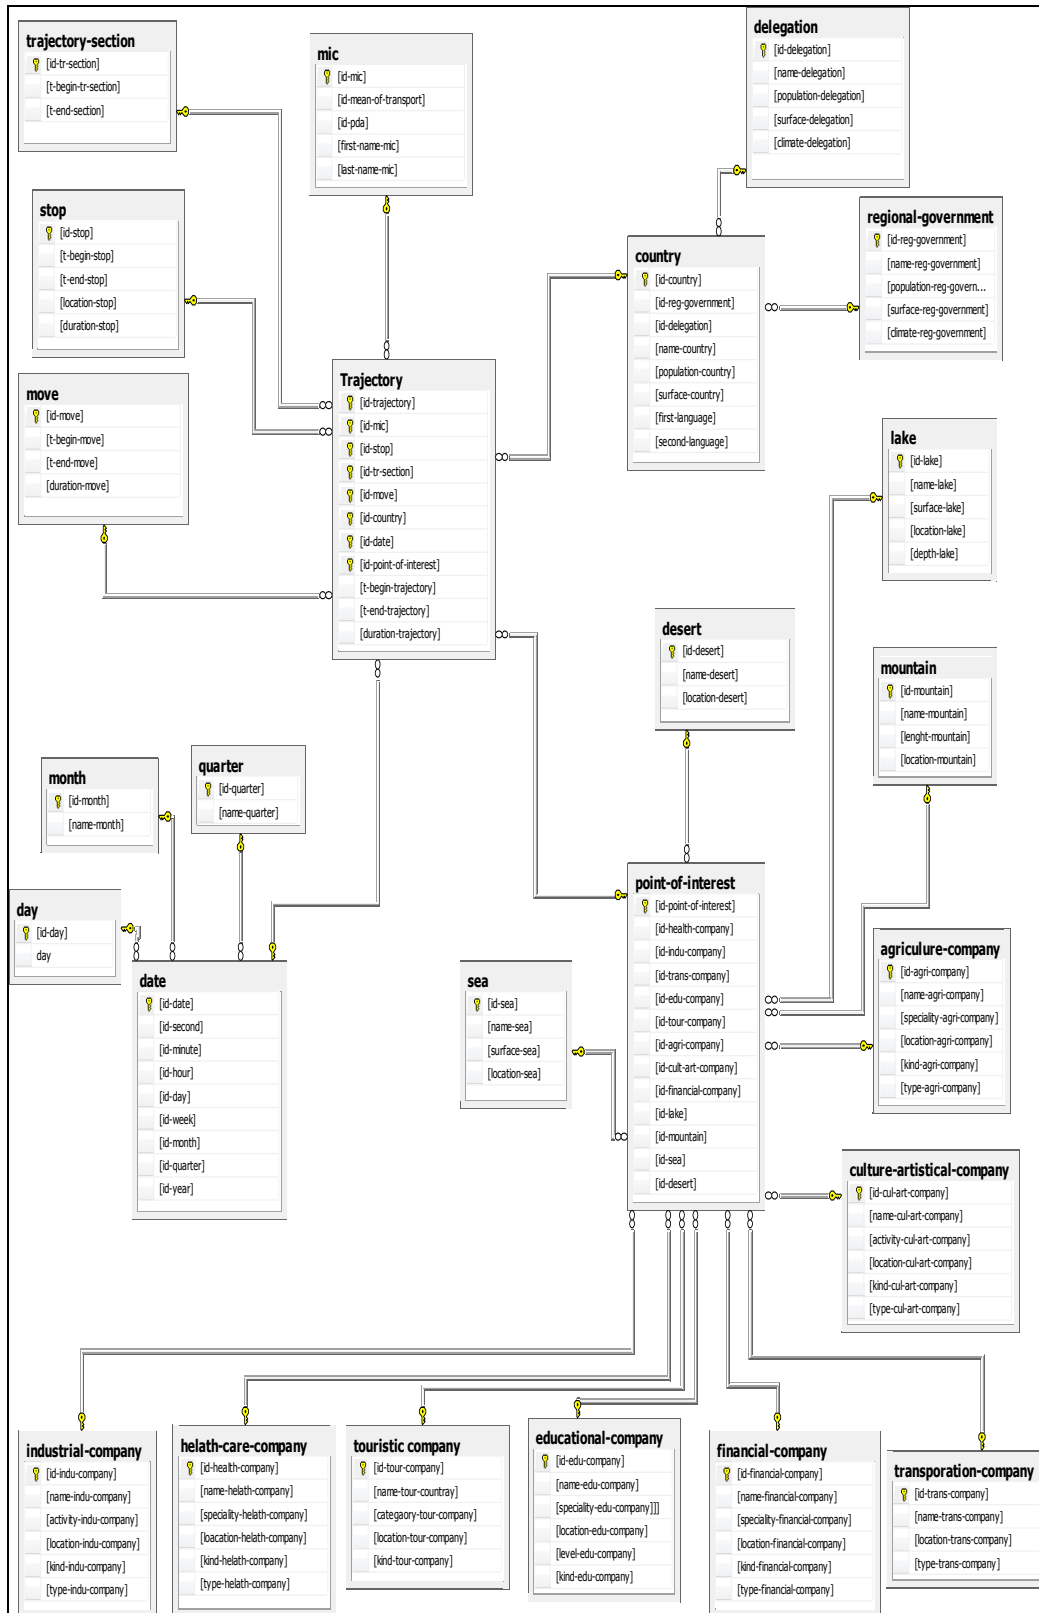 trajectory-section
[id-tr-section]
[t-begin-tr-section]
[t-end-section]
mic
[id-mic]
[id-mean-of-transport]
[id-pda]
[first-name-mic]
[last-name-mic]
delegation
[id-delegation]
[name-delegation]
[population-delegation]
[surface-delegation]
[climate-delegation]
stop
[id-stop]
[t-begin-stop]
[t-end-stop]
[location-stop]
[duration-stop]
country
[id-country]
[id-reg-government]
[id-delegation]
[name-country]
[population-country]
[surface-country]
[first-language]
[second-language]
regional-government
[id-reg-government]
[name-reg-government]
[population-reg-govern...
[surface-reg-government]
[climate-reg-government]
move
[id-move]
[t-begin-move]
[t-end-move]
[duration-move]
Trajectory
[id-trajectory]
[id-mic]
[id-stop]
[id-tr-section]
[id-move]
[id-country]
[id-date]
[id-point-of-interest]
[t-begin-trajectory]
[t-end-trajectory]
[duration-trajectory]
lake
[id-lake]
[name-lake]
[surface-lake]
[location-lake]
[depth-lake]
desert
[id-desert]
[name-desert]
[location-desert]
mountain
[id-mountain]
[name-mountain]
[lenght-mountain]
[location-mountain]
month
[id-month]
[name-month]
quarter
[id-quarter]
[name-quarter]
day
[id-day]
day
date
[id-date]
[id-second]
[id-minute]
[id-hour]
[id-day]
[id-week]
[id-month]
[id-quarter]
[id-year]
sea
[id-sea]
[name-sea]
[surface-sea]
[location-sea]
point-of-interest
[id-point-of-interest]
[id-health-company]
[id-indu-company]
[id-trans-company]
[id-edu-company]
[id-tour-company]
[id-agri-company]
[id-cult-art-company]
[id-financial-company]
[id-lake]
[id-mountain]
[id-sea]
[id-desert]
agriculure-company
[id-agri-company]
[name-agri-company]
[speciality-agri-company]
[location-agri-company]
[kind-agri-company]
[type-agri-company]
culture-artistical-company
[id-cul-art-company]
[name-cul-art-company]
[activity-cul-art-company]
[location-cul-art-company]
[kind-cul-art-company]
[type-cul-art-company]
industrial-company
[id-indu-company]
[name-indu-company]
[activity-indu-company]
[location-indu-company]
[kind-indu-company]
[type-indu-company]
helath-care-company
[id-health-company]
[name-helath-company]
[speciality-helath-company]
[loacation-helath-company]
[kind-helath-company]
[type-helath-company]
touristic company
[id-tour-company]
[name-tour-countray]
[categaory-tour-company]
[location-tour-company]
[kind-tour-company]
educational-company
[id-edu-company]
[name-edu-company]
[speciality-edu-company]]]
[location-edu-company]
[level-edu-company]
[kind-edu-company]
financial-company
[id-financial-company]
[name-financial-company]
[speciality-financial-company]
[location-financial-company]
[kind-financial-company]
[type-financial-company]
transporation-company
[id-trans-company]
[name-trans-company]
[location-trans-company]
[type-trans-company]